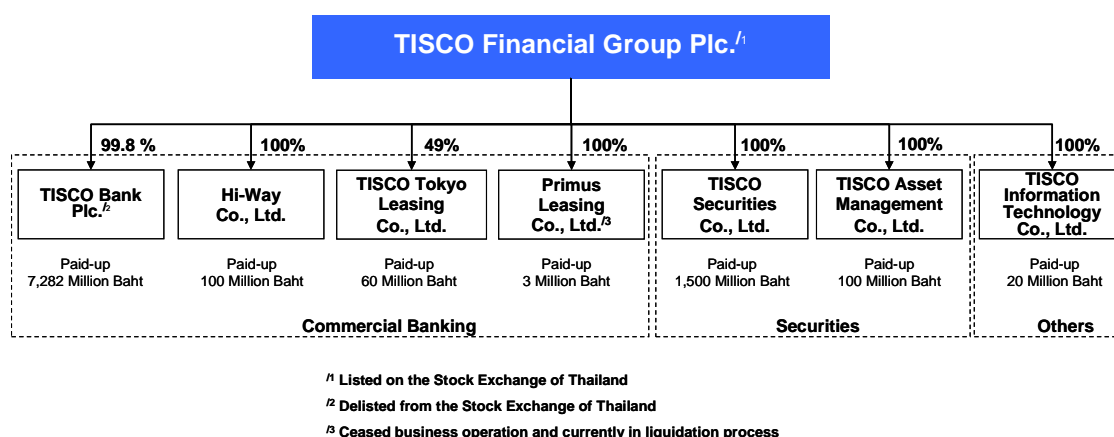 TISCO Financial Group Plc./1
99.8 %
100%
49%
100%
100%
100%
100%
TISCO Bank
Plc./2
Hi-Way
Co., Ltd.
TISCO Tokyo
Leasing
Co., Ltd.
Primus
Leasing
Co., Ltd./3
TISCO
Securities
Co., Ltd.
TISCO Asset
Management
Co., Ltd.
TISCO
Information
Technology
Co., Ltd.
Paid-up
7,282 Million Baht
Paid-up
100 Million Baht
Paid-up
60 Million Baht
Paid-up
3 Million Baht
Paid-up
1,500 Million Baht
Paid-up
100 Million Baht
Paid-up
20 Million Baht
Commercial Banking
Securities
Others
/1 Listed on the Stock Exchange of Thailand
/2 Delisted from the Stock Exchange of Thailand
/3 Ceased business operation and currently in liquidation process